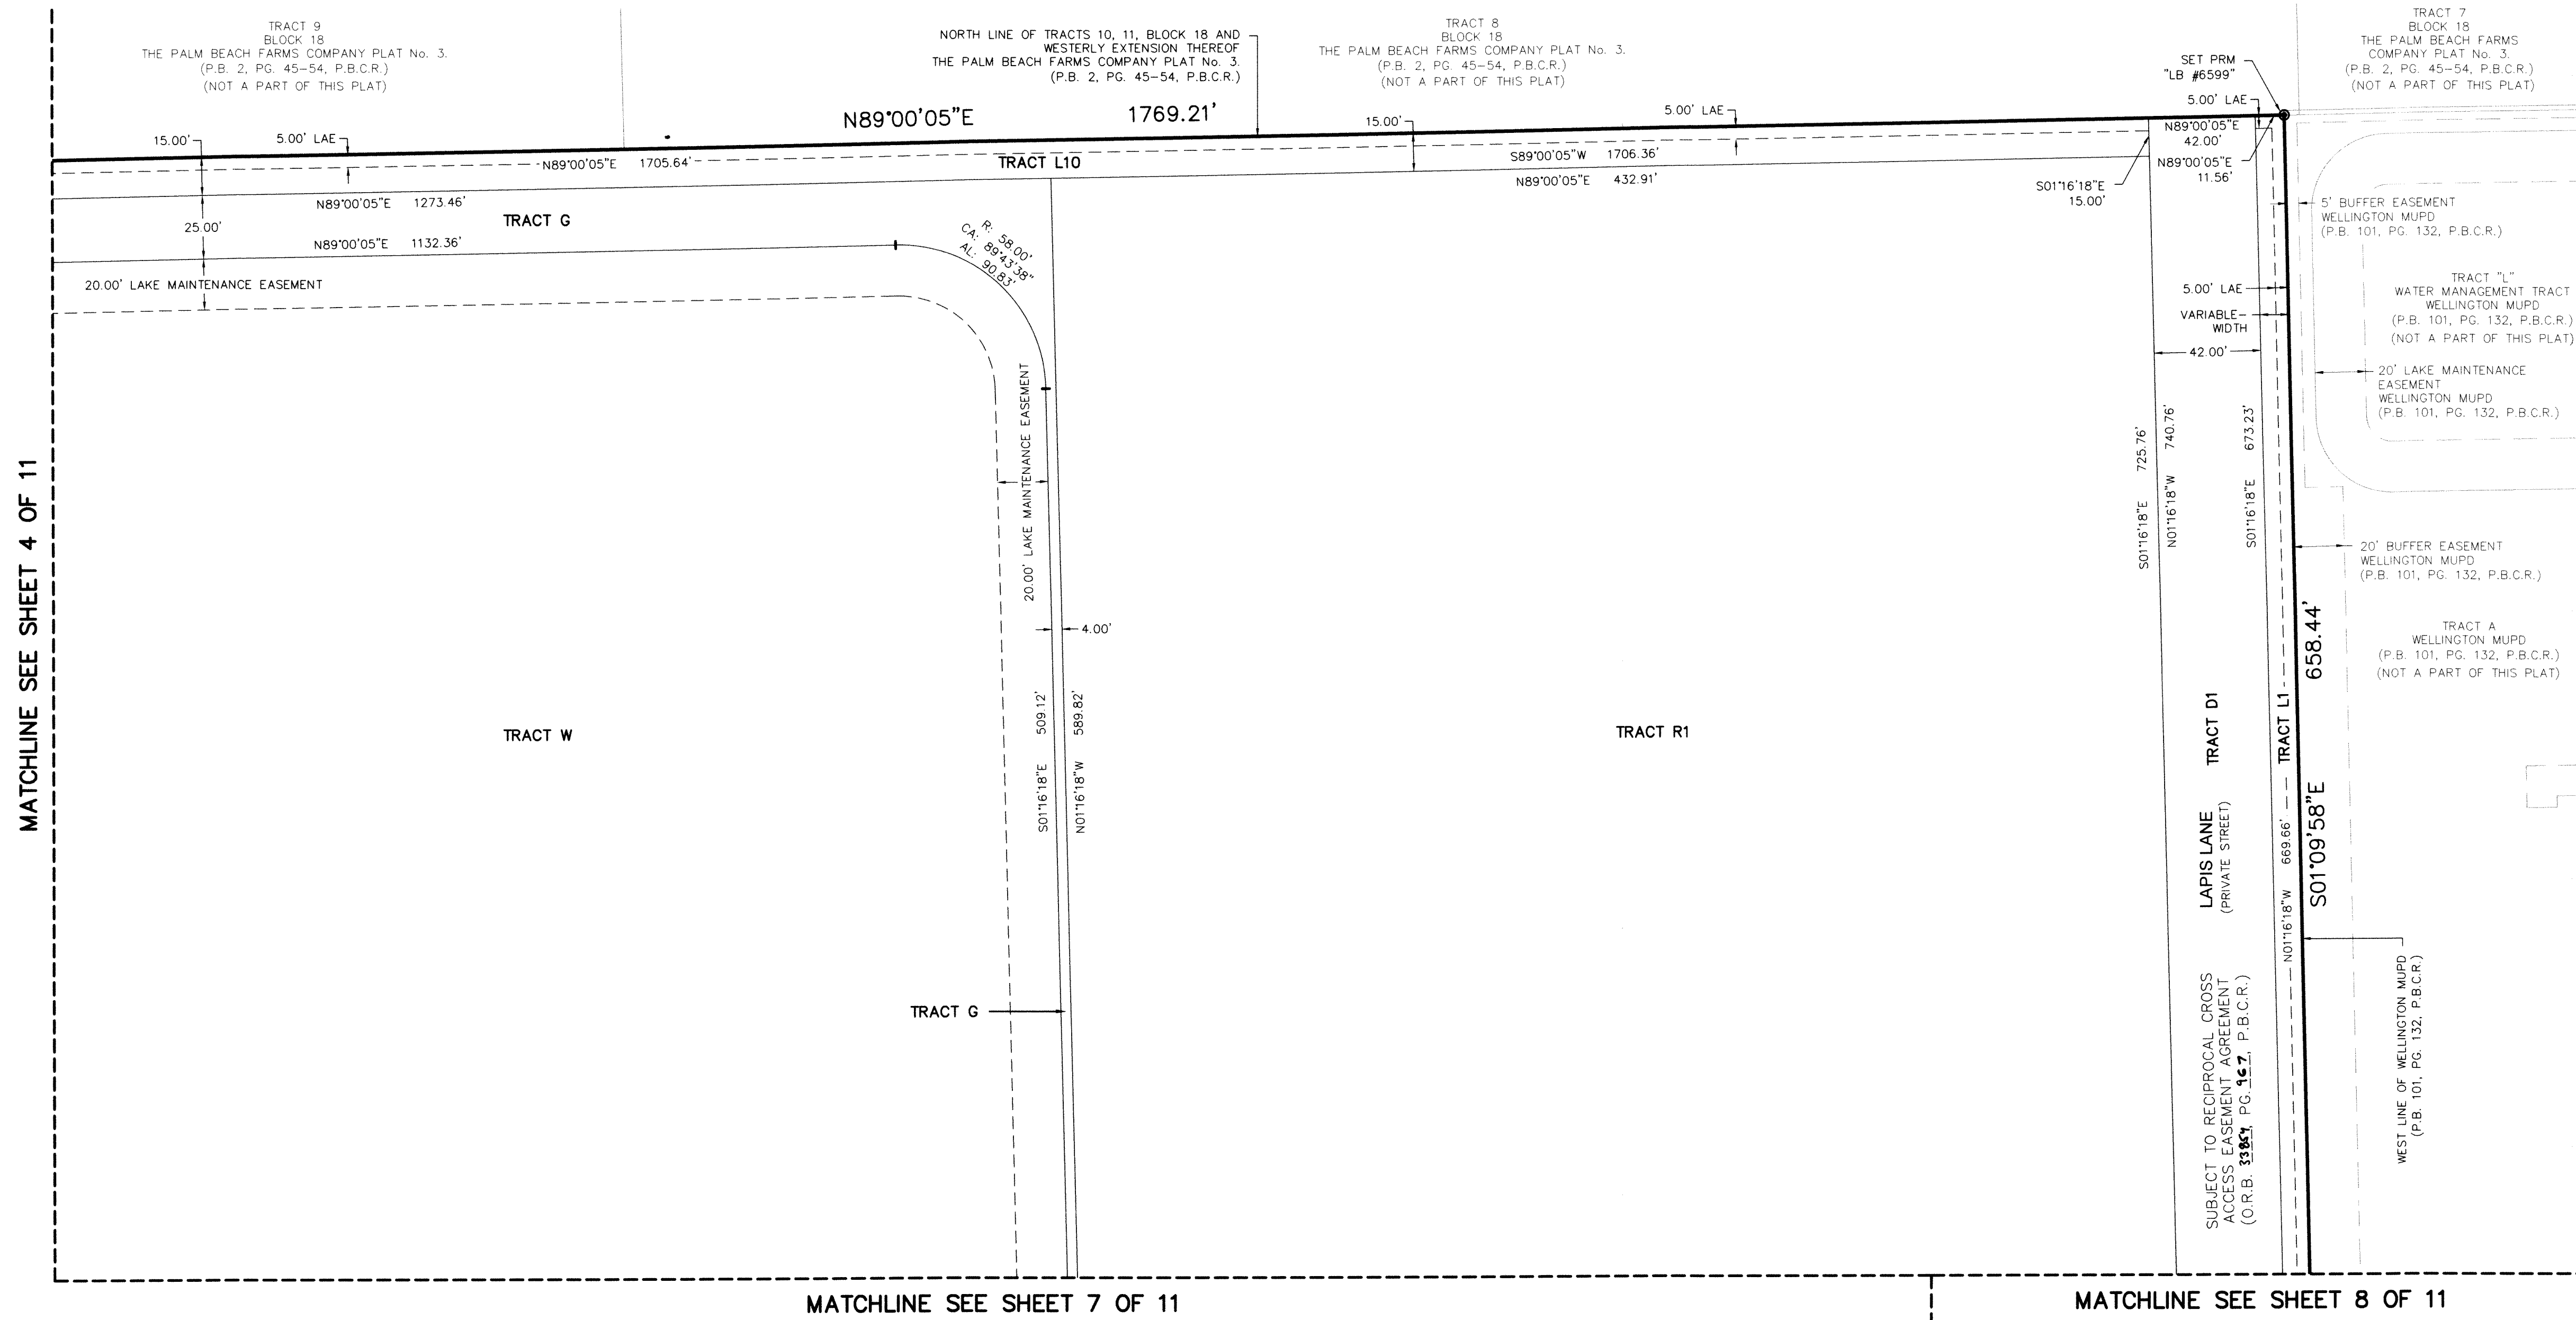 TRACT 9
BLOCK 18
THE PALM BEACH FARMS COMPANY PLAT No. 3.
(P.B. 2, PG. 45-54, P.B.C.R.)
(NOT A PART OF THIS PLAT)
NORTH LINE OF TRACTS 10, 11, BLOCK 18 AND
WESTERLY EXTENSION THEREOF
THE PALM BEACH FARMS COMPANY PLAT No. 3.
(P.B. 2, PG. 45-54, P.B.C.R.)
TRACT 8
BLOCK 18
THE PALM BEACH FARMS COMPANY PLAT No. 3.
(P.B. 2, PG. 45-54, P.B.C.R.)
(NOT A PART OF THIS PLAT)
TRACT 7
BLOCK 18
THE PALM BEACH FARMS
COMPANY PLAT No. 3.
(P.B. 2, PG. 45-54, P.B.C.R.)
(NOT A PART OF THIS PLAT)
SET PRM
"LB #6599"
5.00' LAE
N89°00'05"E 1769.21'
15.00'
5.00' LAE
15.00'
5.00' LAE
N89°00'05"E
42.00'
N89°00'05"E
11.56'
N89°00'05"E 1705.64'
TRACT L10
S89°00'05"W 1706.36'
N89°00'05"E 432.91'
S01°16'18"E
15.00'
N89°00'05"E 1273.46'
TRACT G
25.00'
N89°00'05"E 1132.36'
R: 58.00'
CA: 89°43'38"
AL: 90.83'
20.00' LAKE MAINTENANCE EASEMENT
5' BUFFER EASEMENT
WELLINGTON MUPD
(P.B. 101, PG. 132, P.B.C.R.)
5.00' LAE
VARIABLE-
WIDTH
42.00'
TRACT "L"
WATER MANAGEMENT TRACT
WELLINGTON MUPD
(P.B. 101, PG. 132, P.B.C.R.)
(NOT A PART OF THIS PLAT)
20' LAKE MAINTENANCE
EASEMENT
WELLINGTON MUPD
(P.B. 101, PG. 132, P.B.C.R.)
20.00' LAKE MAINTENANCE EASEMENT
S01°16'18"E 725.76'
N01°16'18"W 740.76'
S01°16'18"E 673.23'
20' BUFFER EASEMENT
WELLINGTON MUPD
(P.B. 101, PG. 132, P.B.C.R.)
4.00'
TRACT A
WELLINGTON MUPD
(P.B. 101, PG. 132, P.B.C.R.)
(NOT A PART OF THIS PLAT)
MATCHLINE SEE SHEET 4 OF 11
TRACT W
S01°16'18"E 509.12'
N01°16'18"W 589.82'
TRACT R1
LAPIS LANE TRACT D1
(PRIVATE STREET)
TRACT L1
N01°16'18"W 669.66'
S01°09'58"E 658.44'
TRACT G
SUBJECT TO RECIPROCAL CROSS
ACCESS EASEMENT AGREEMENT
(O.R.B. 33854, PG. 967, P.B.C.R.)
WEST LINE OF WELLINGTON MUPD
(P.B. 101, PG. 132, P.B.C.R.)
MATCHLINE SEE SHEET 7 OF 11
MATCHLINE SEE SHEET 8 OF 11